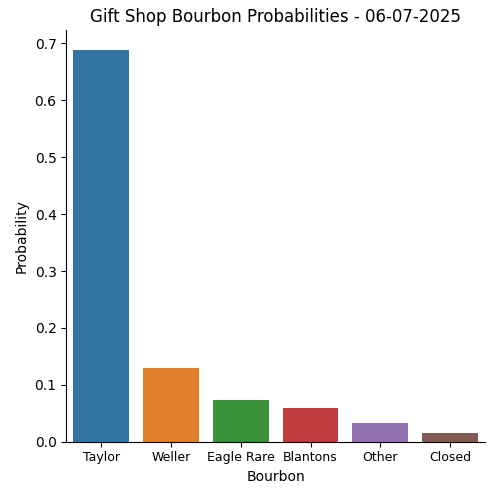 Gift Shop Bourbon Probabilities - 06-07-2025
0.7
0.6
0.5
0.4
0.3
0.2
0.1
0.0
Probability
Taylor Weller Eagle Rare Blantons Other Closed
Bourbon